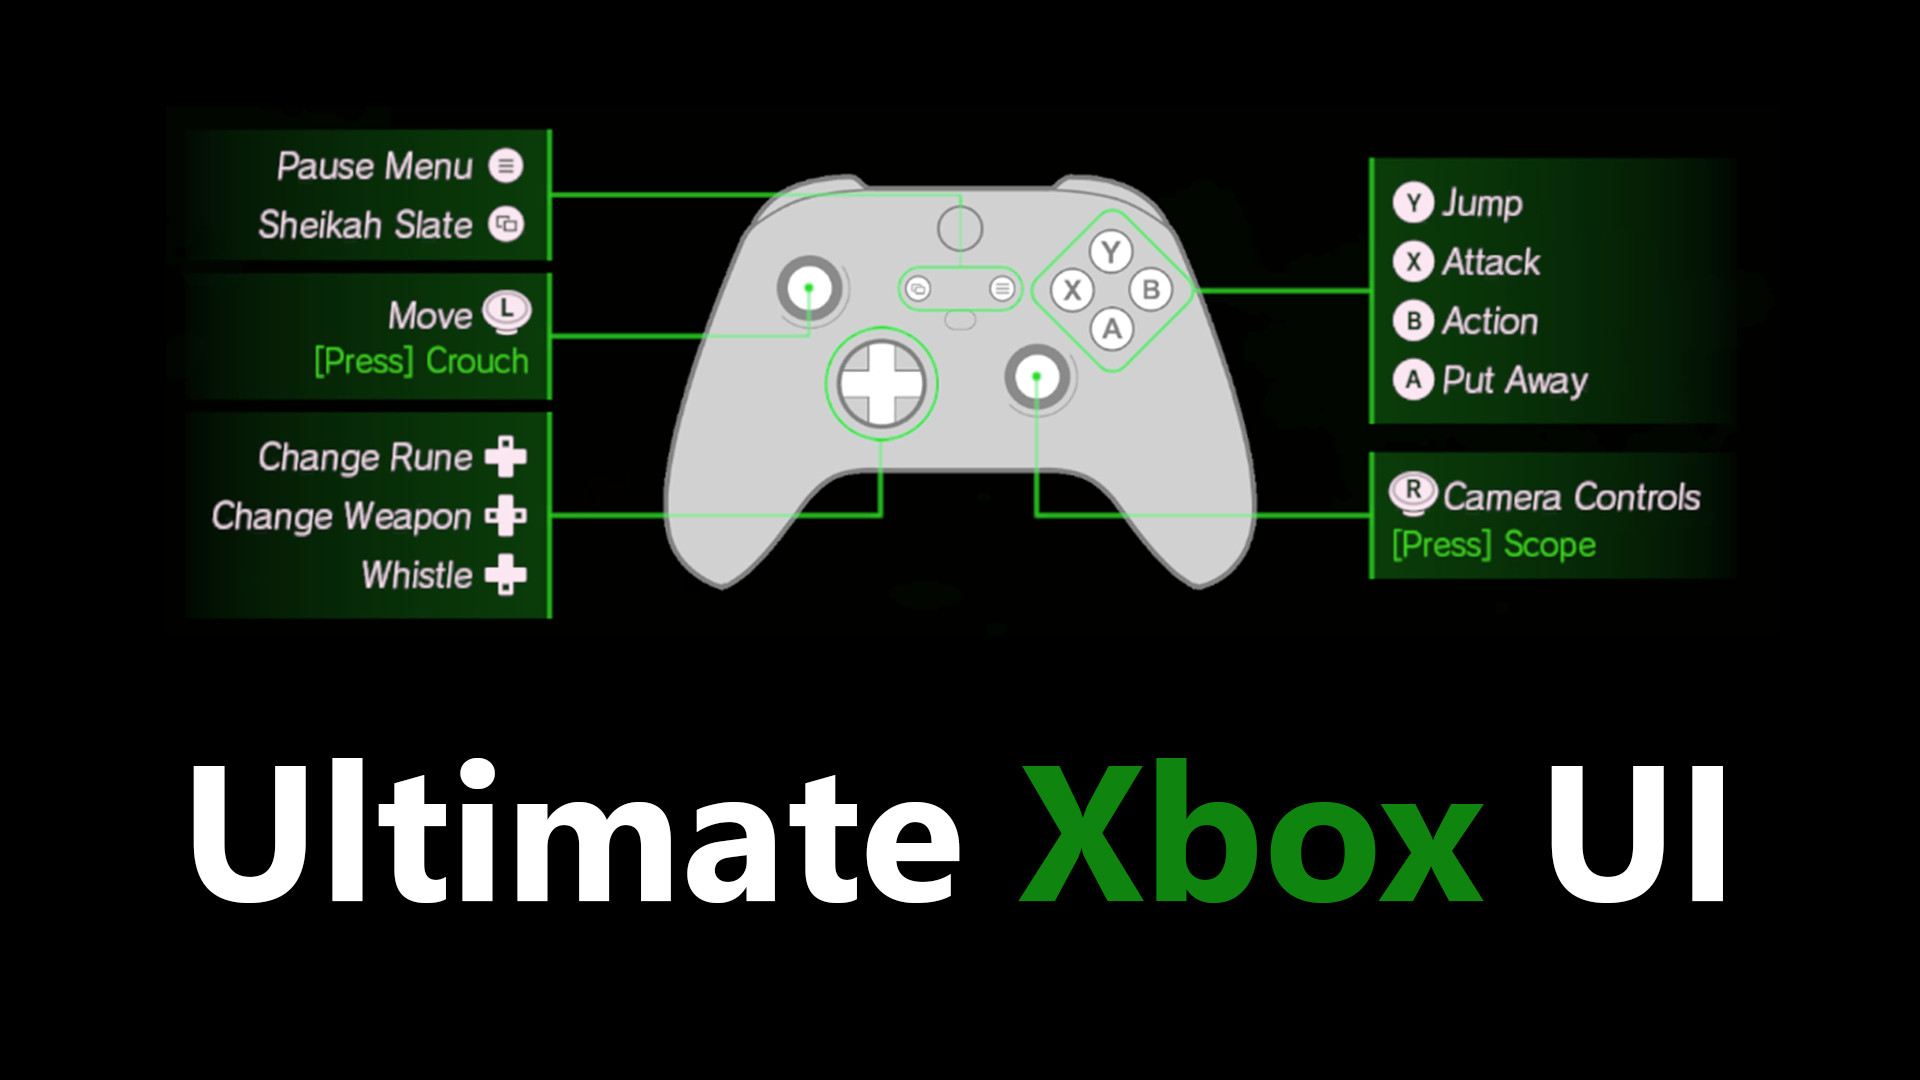 Pause Menu
Sheikah Slate
Move L
[Press] Crouch
Change Rune
Change Weapon
Whistle
Y
X B
A
Y Jump
X Attack
B Action
A Put Away
R Camera Controls
[Press] Scope
Ultimate Xbox UI